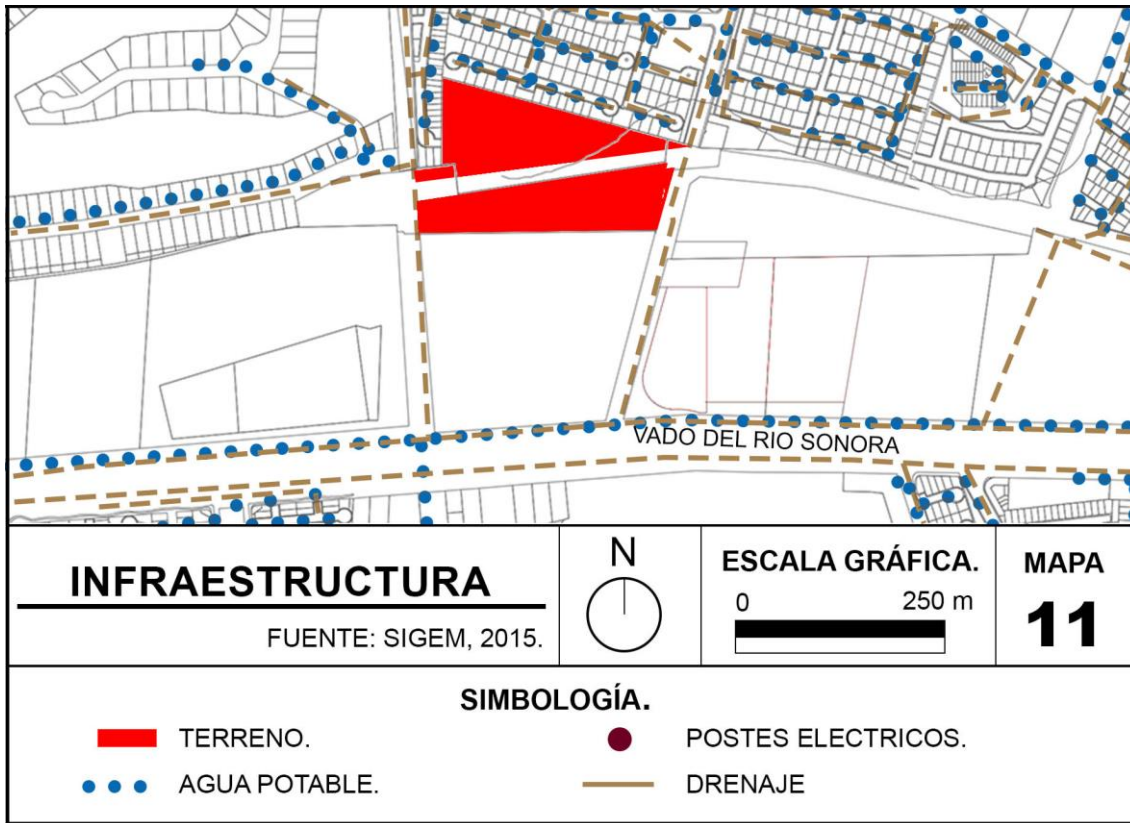 VADO DEL RIO SONORA
INFRAESTRUCTURA
FUENTE: SIGEM, 2015.
N
ESCALA GRÁFICA.
0 250 m
MAPA
11
SIMBOLOGÍA.
TERRENO.
POSTES ELECTRICOS.
AGUA POTABLE.
DRENAJE